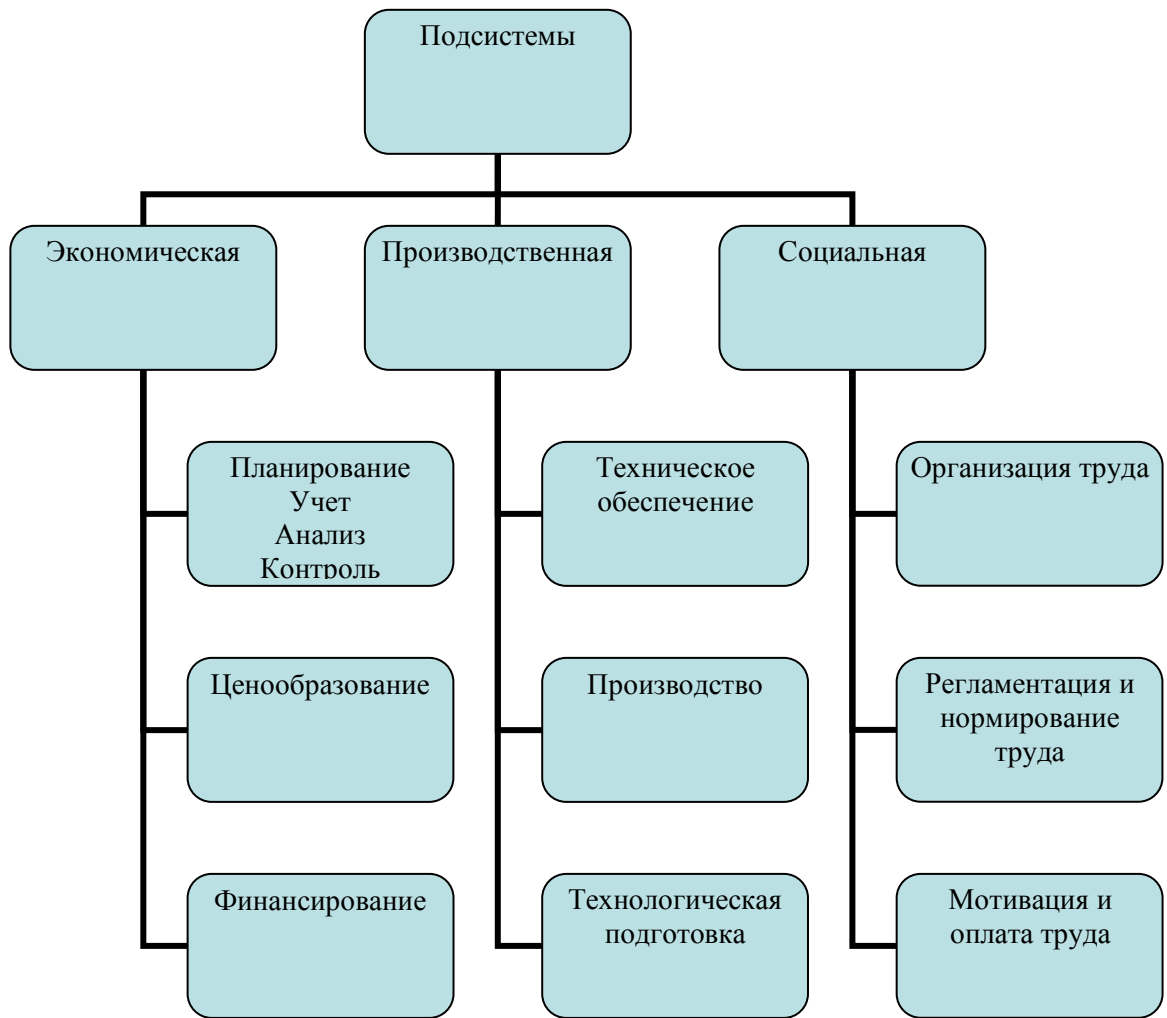 Подсистемы
Экономическая
Производственная
Социальная
Планирование
Учет
Анализ
Контроль
Техническое
обеспечение
Организация труда
Ценообразование
Производство
Регламентация и
нормирование
труда
Финансирование
Технологическая
подготовка
Мотивация и
оплата труда